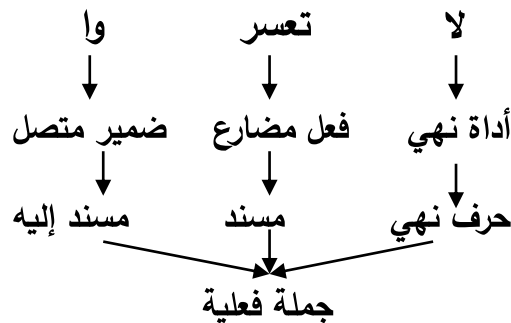 لا تعسر وا
أداة نهي فعل مضارع ضمير متصل
حرف نهي مسند مسند إليه
جملة فعلية